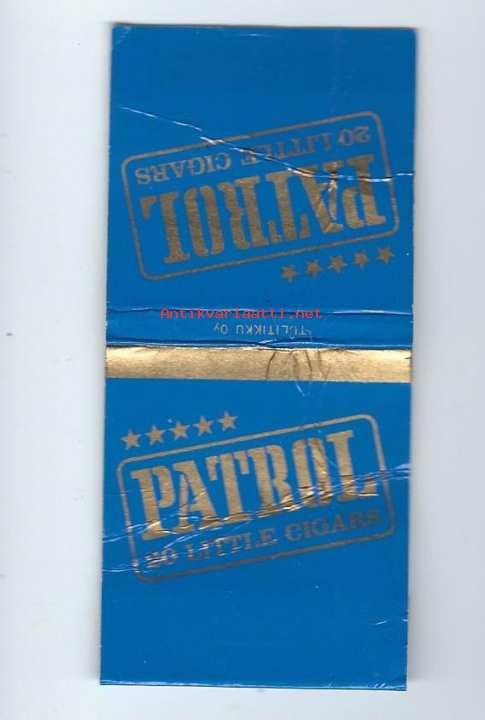 PATROL
20 LITTLE CIGARS
Antikvariaatti.net
TULITIKKU Oy
PATROL
20 LITTLE CIGARS